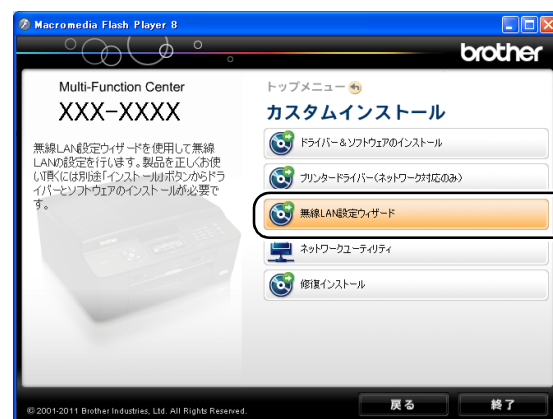 Macromedia Flash Player 8
brother
Multi-Function Center
XXX-XXXX
無線LAN設定ウィザードを使用して無線
LANの設定を行います。製品を正しくお使
い頂くには別途「インストール」ボタンからドラ
イバーとソフトウェアのインストールが必要で
す。
トップメニュー
カスタムインストール
ドライバー&ソフトウェアのインストール
プリンタードライバー(ネットワーク対応のみ)
無線LAN設定ウィザード
ネットワークユーティリティ
修復インストール
© 2001-2011 Brother Industries, Ltd. All Rights Reserved.
戻る
終了